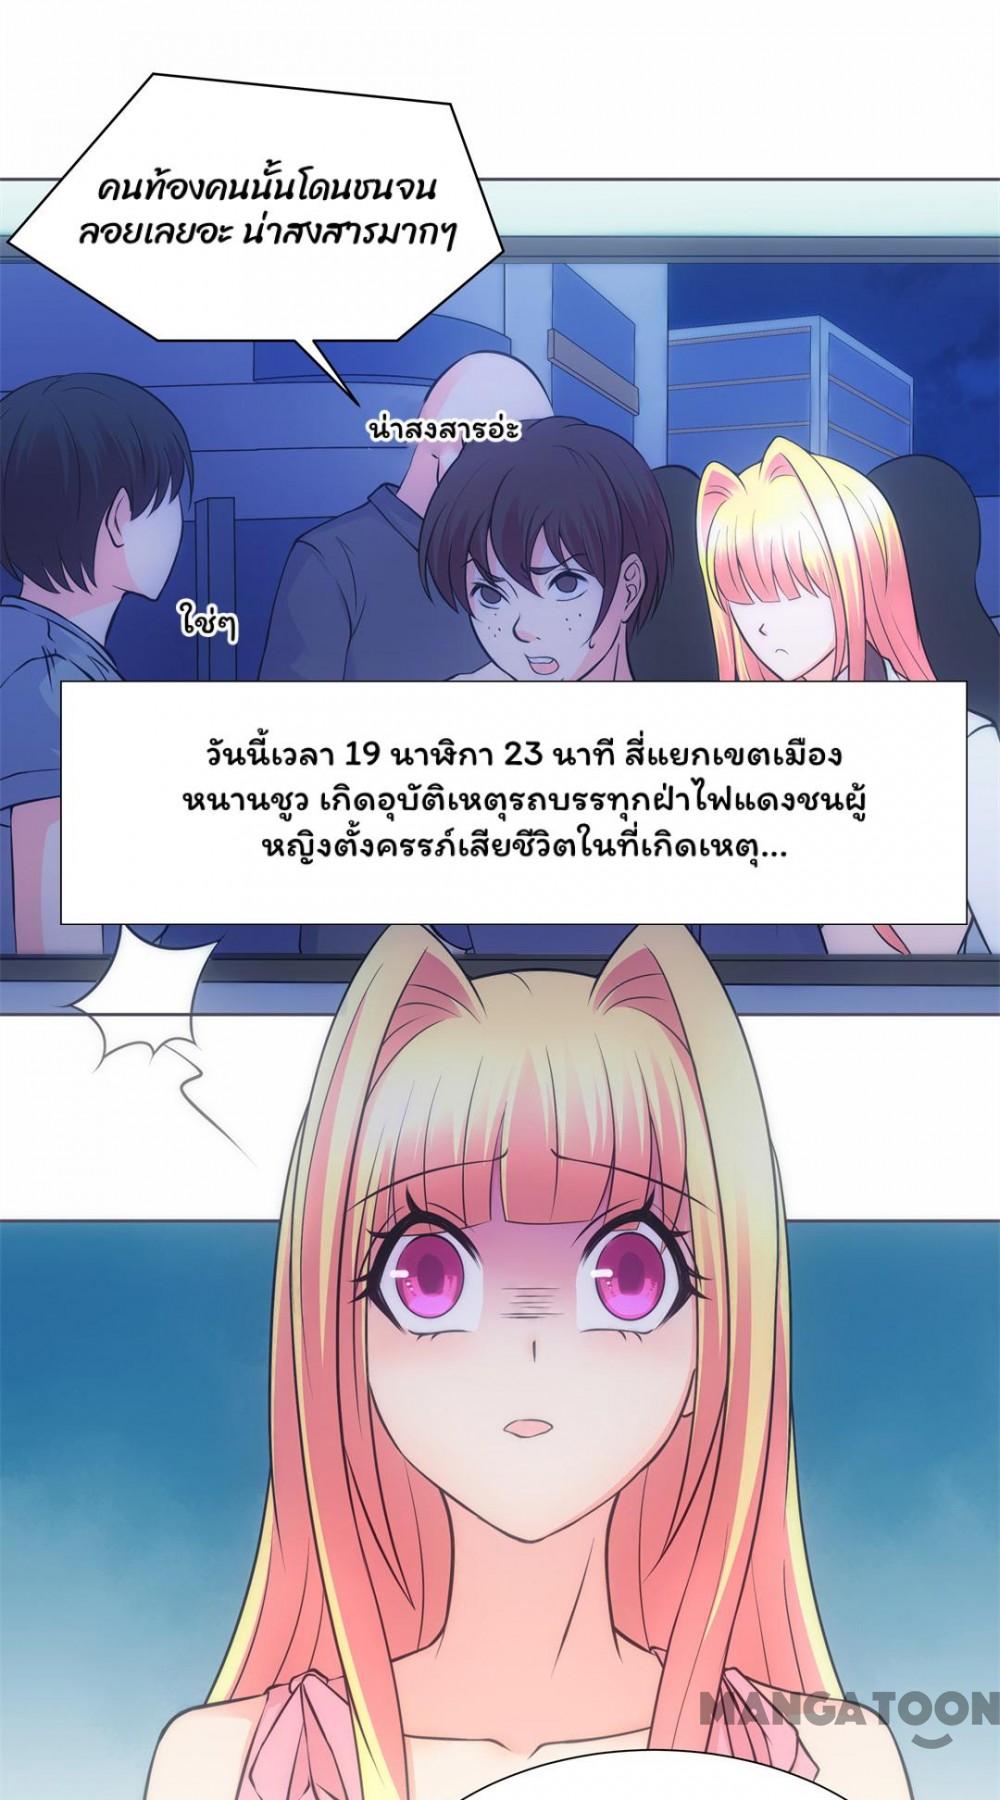 คนท้องคนนั้นโดนชนจน
ลอยเลยอะ น่าสงสารมากๆ
น่าสงสารอ่ะ
ใช่ๆ
วันนี้เวลา 19 นาฬิกา 23 นาที สี่แยกเขตเมือง
หนานชูว เกิดอุบัติเหตุรถบรรทุกฝ่าไฟแดงชนผู้
หญิงตั้งครรภ์เสียชีวิตในที่เกิดเหตุ...
MANGATOON